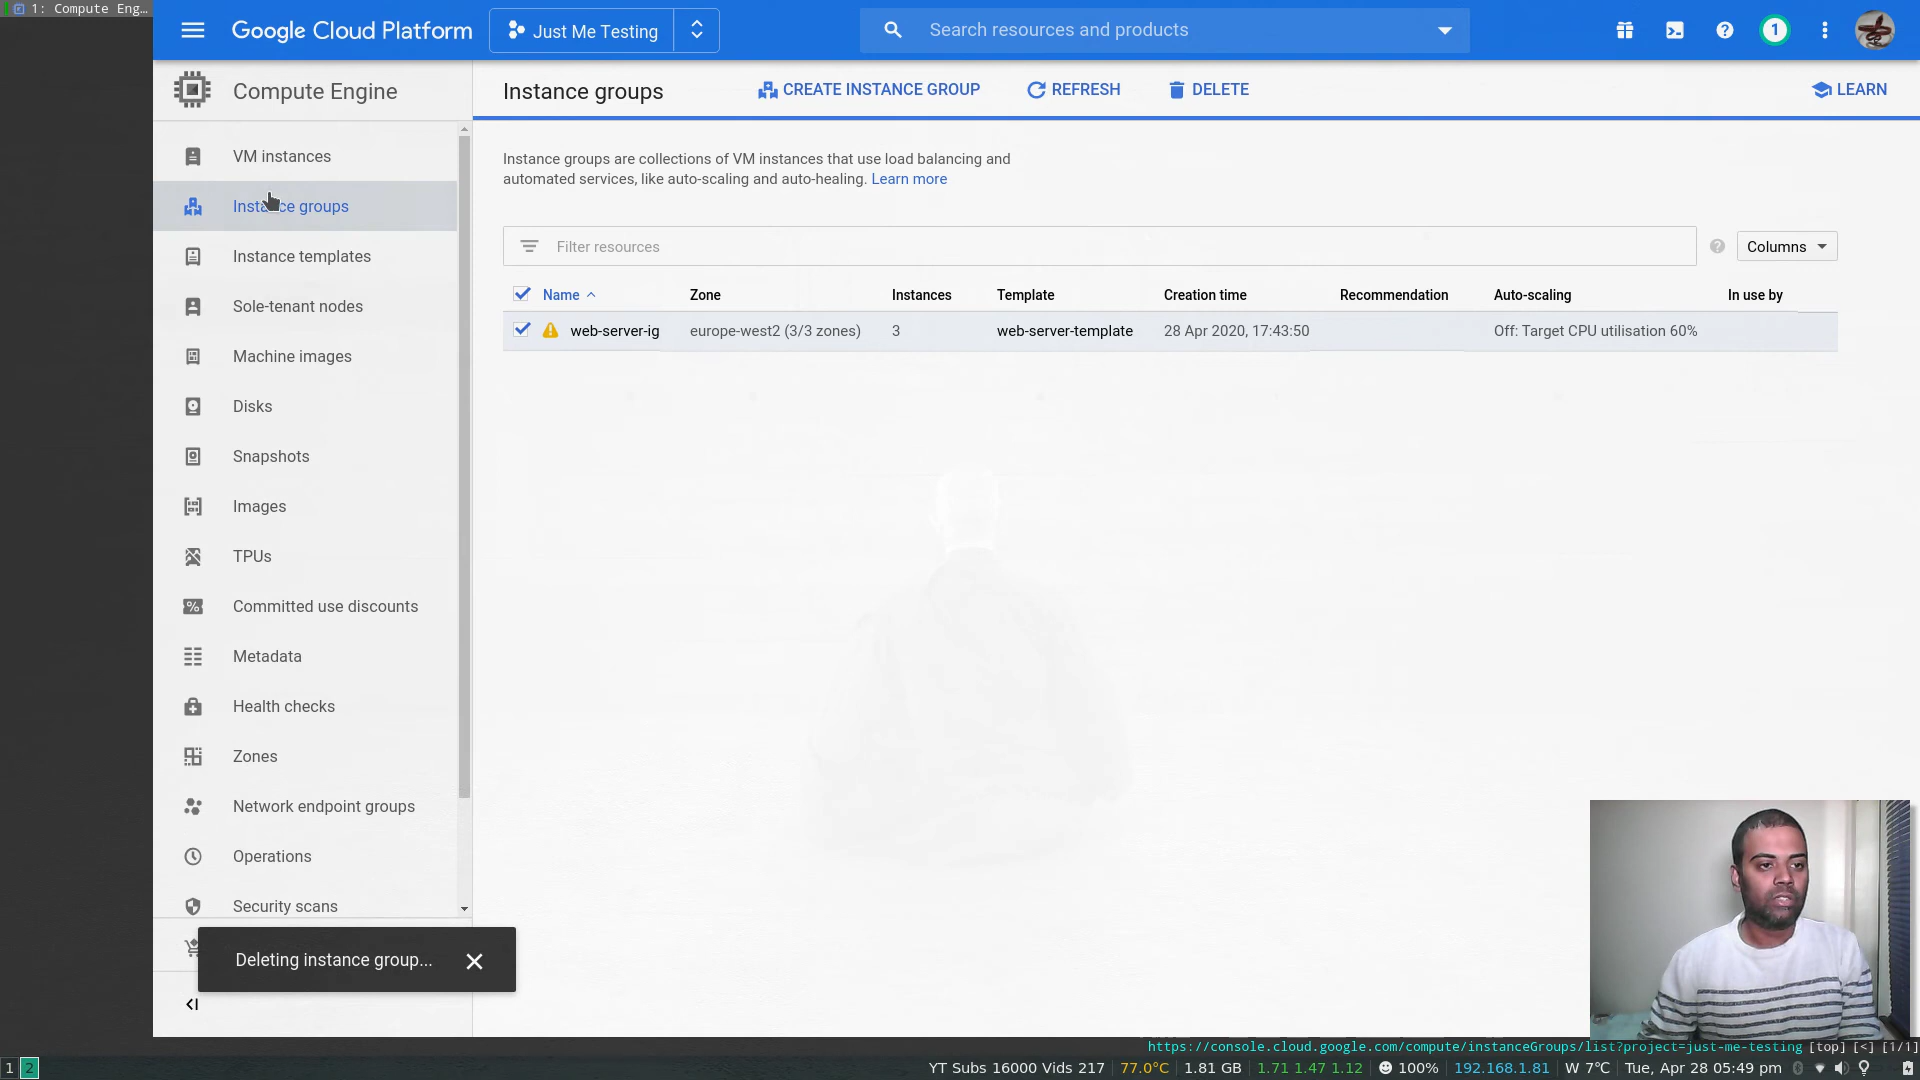 1: Compute Eng…
Google Cloud Platform
Just Me Testing
Search resources and products
1
Compute Engine
Instance groups
CREATE INSTANCE GROUP
REFRESH
DELETE
LEARN
VM instances
Instance groups
Instance templates
Sole-tenant nodes
Machine images
Disks
Snapshots
Images
TPUs
Committed use discounts
Metadata
Health checks
Zones
Network endpoint groups
Operations
Security scans
Instance groups are collections of VM instances that use load balancing and
automated services, like auto-scaling and auto-healing. Learn more
Filter resources
Columns
Name Zone Instances Template Creation time Recommendation Auto-scaling In use by
web-server-ig europe-west2 (3/3 zones) 3 web-server-template 28 Apr 2020, 17:43:50 Off: Target CPU utilisation 60%
Deleting instance group...
https://console.cloud.google.com/compute/instanceGroups/list?project=just-me-testing [top] [<] [1/1]
1 2
YT Subs 16000 Vids 217 77.0°C 1.81 GB 1.71 1.47 1.12 100% 192.168.1.81 W 7°C Tue, Apr 28 05:49 pm